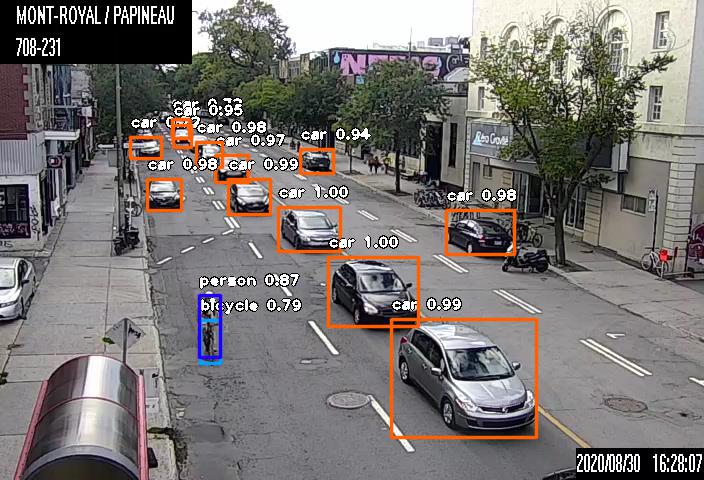 MONT-ROYAL / PAPINEAU
708-231
car 0.95
car 0.98
car 0.97
car 0.94
car 0.98
car 0.99
car 1.00
car 0.98
car 1.00
person 0.87
bicycle 0.79
car 0.99
2020/08/30 16:28:07